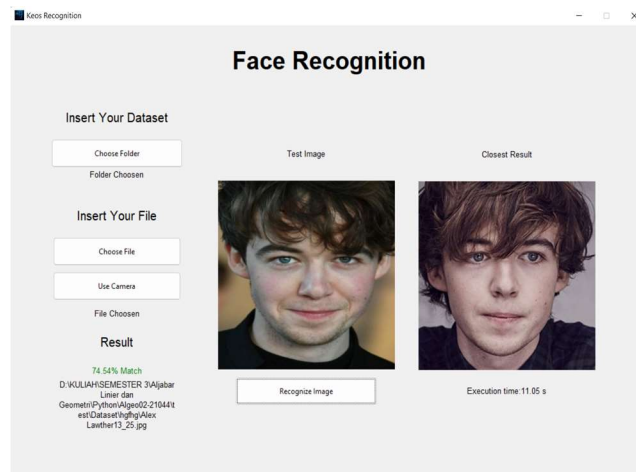 Keos Recognition
Face Recognition
Insert Your Dataset
Choose Folder
Folder Choosen
Insert Your File
Choose File
Use Camera
File Choosen
Result
74.54% Match
D:\KULIAH\SEMESTER 3\Aljabar
Linier dan
Geometri\Python\Algeo02-21044\t
est\Dataset\hgfhg\Alex
Lawther13_25.jpg
Test Image
Closest Result
Recognize Image
Execution time:11.05 s